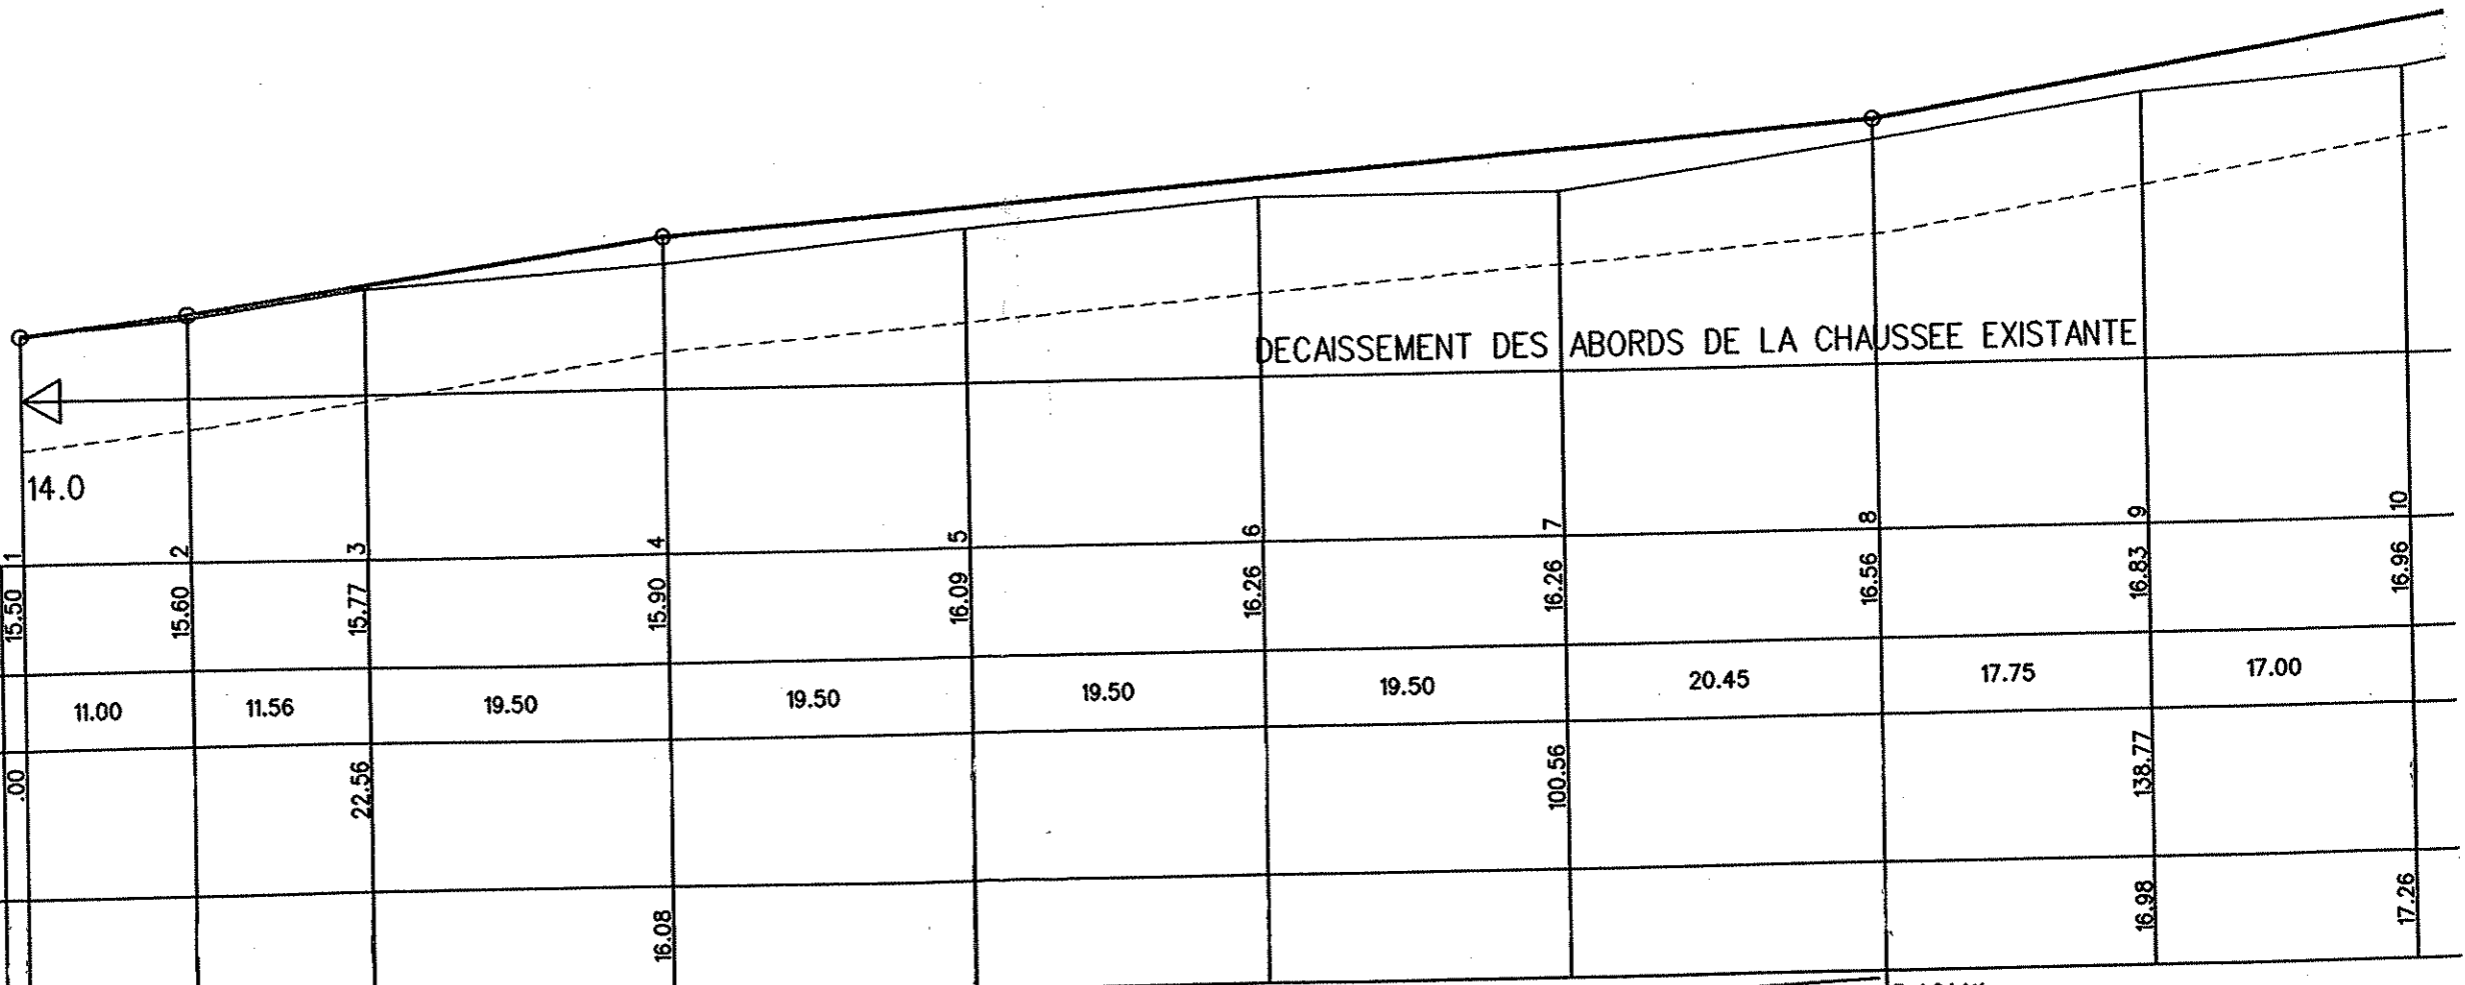 DECAISSEMENT DES ABORDS DE LA CHAUSSEE EXISTANTE
14.0
1 2 3 4 5 6 7 8 9 10
15.50 15.60 15.77 15.90 16.09 16.26 16.26 16.56 16.83 16.96
11.00 11.56 19.50 19.50 19.50 19.50 20.45 17.75 17.00
.00 22.56 100.56 138.77
16.08 16.98 17.26